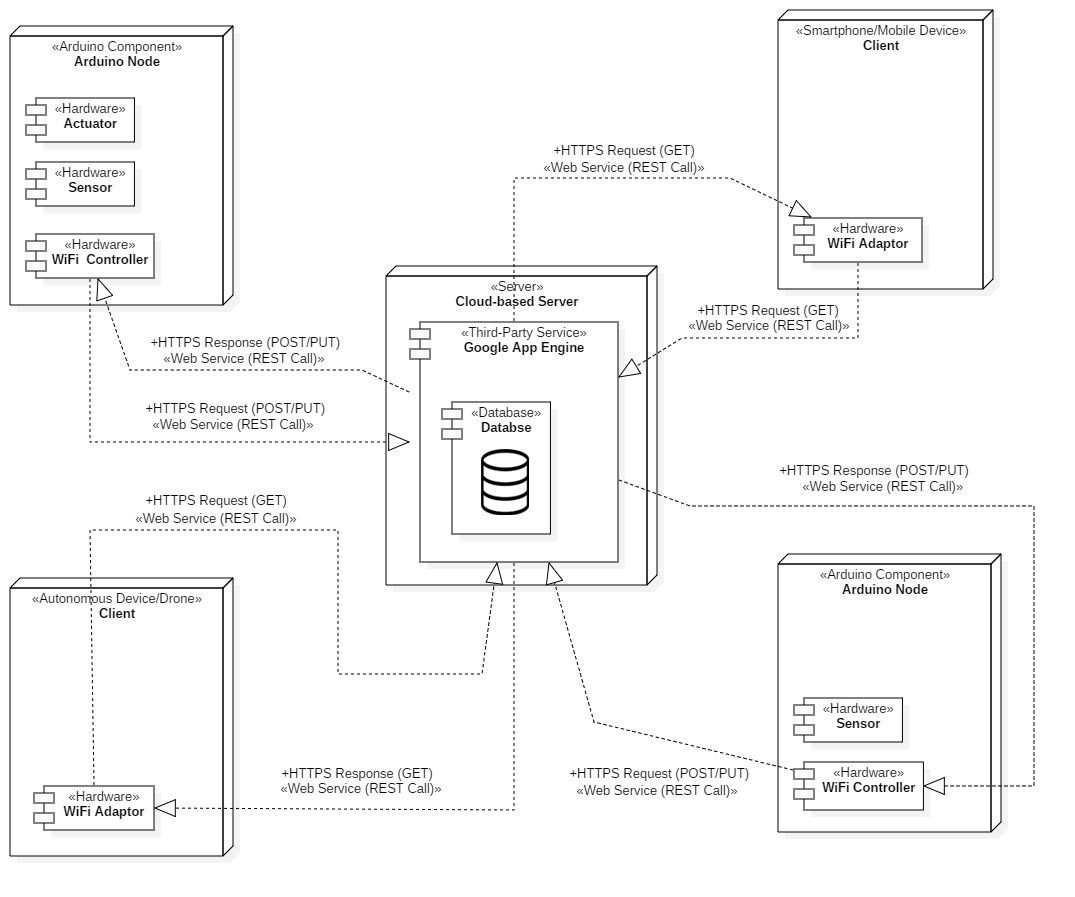 «Arduino Component»
Arduino Node
«Hardware»
Actuator
«Hardware»
Sensor
«Hardware»
WiFi  Controller
«Smartphone/Mobile Device»
Client
+HTTPS Request (GET)
«Web Service (REST Call)»
«Hardware»
WiFi Adaptor
«Server»
Cloud-based Server
«Third-Party Service»
Google App Engine
«Database»
Databse
+HTTPS Request (GET)
«Web Service (REST Call)»
+HTTPS Response (POST/PUT)
«Web Service (REST Call)»
+HTTPS Request (POST/PUT)
«Web Service (REST Call)»
+HTTPS Response (POST/PUT)
«Web Service (REST Call)»
+HTTPS Request (GET)
«Web Service (REST Call)»
«Autonomous Device/Drone»
Client
«Hardware»
WiFi Adaptor
+HTTPS Response (GET)
«Web Service (REST Call)»
+HTTPS Request (POST/PUT)
«Web Service (REST Call)»
«Arduino Component»
Arduino Node
«Hardware»
Sensor
«Hardware»
WiFi Controller